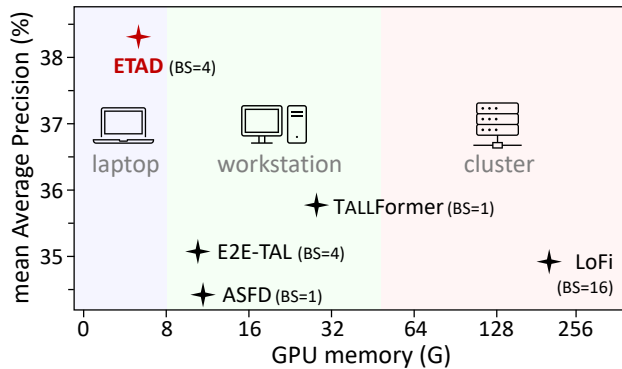 mean Average Precision (%)
38
37
36
35
ETAD (BS=4)
laptop
workstation
cluster
TALLFormer (BS=1)
E2E-TAL (BS=4)
LoFi
(BS=16)
ASFD (BS=1)
0 8 16 32 64 128 256
GPU memory (G)